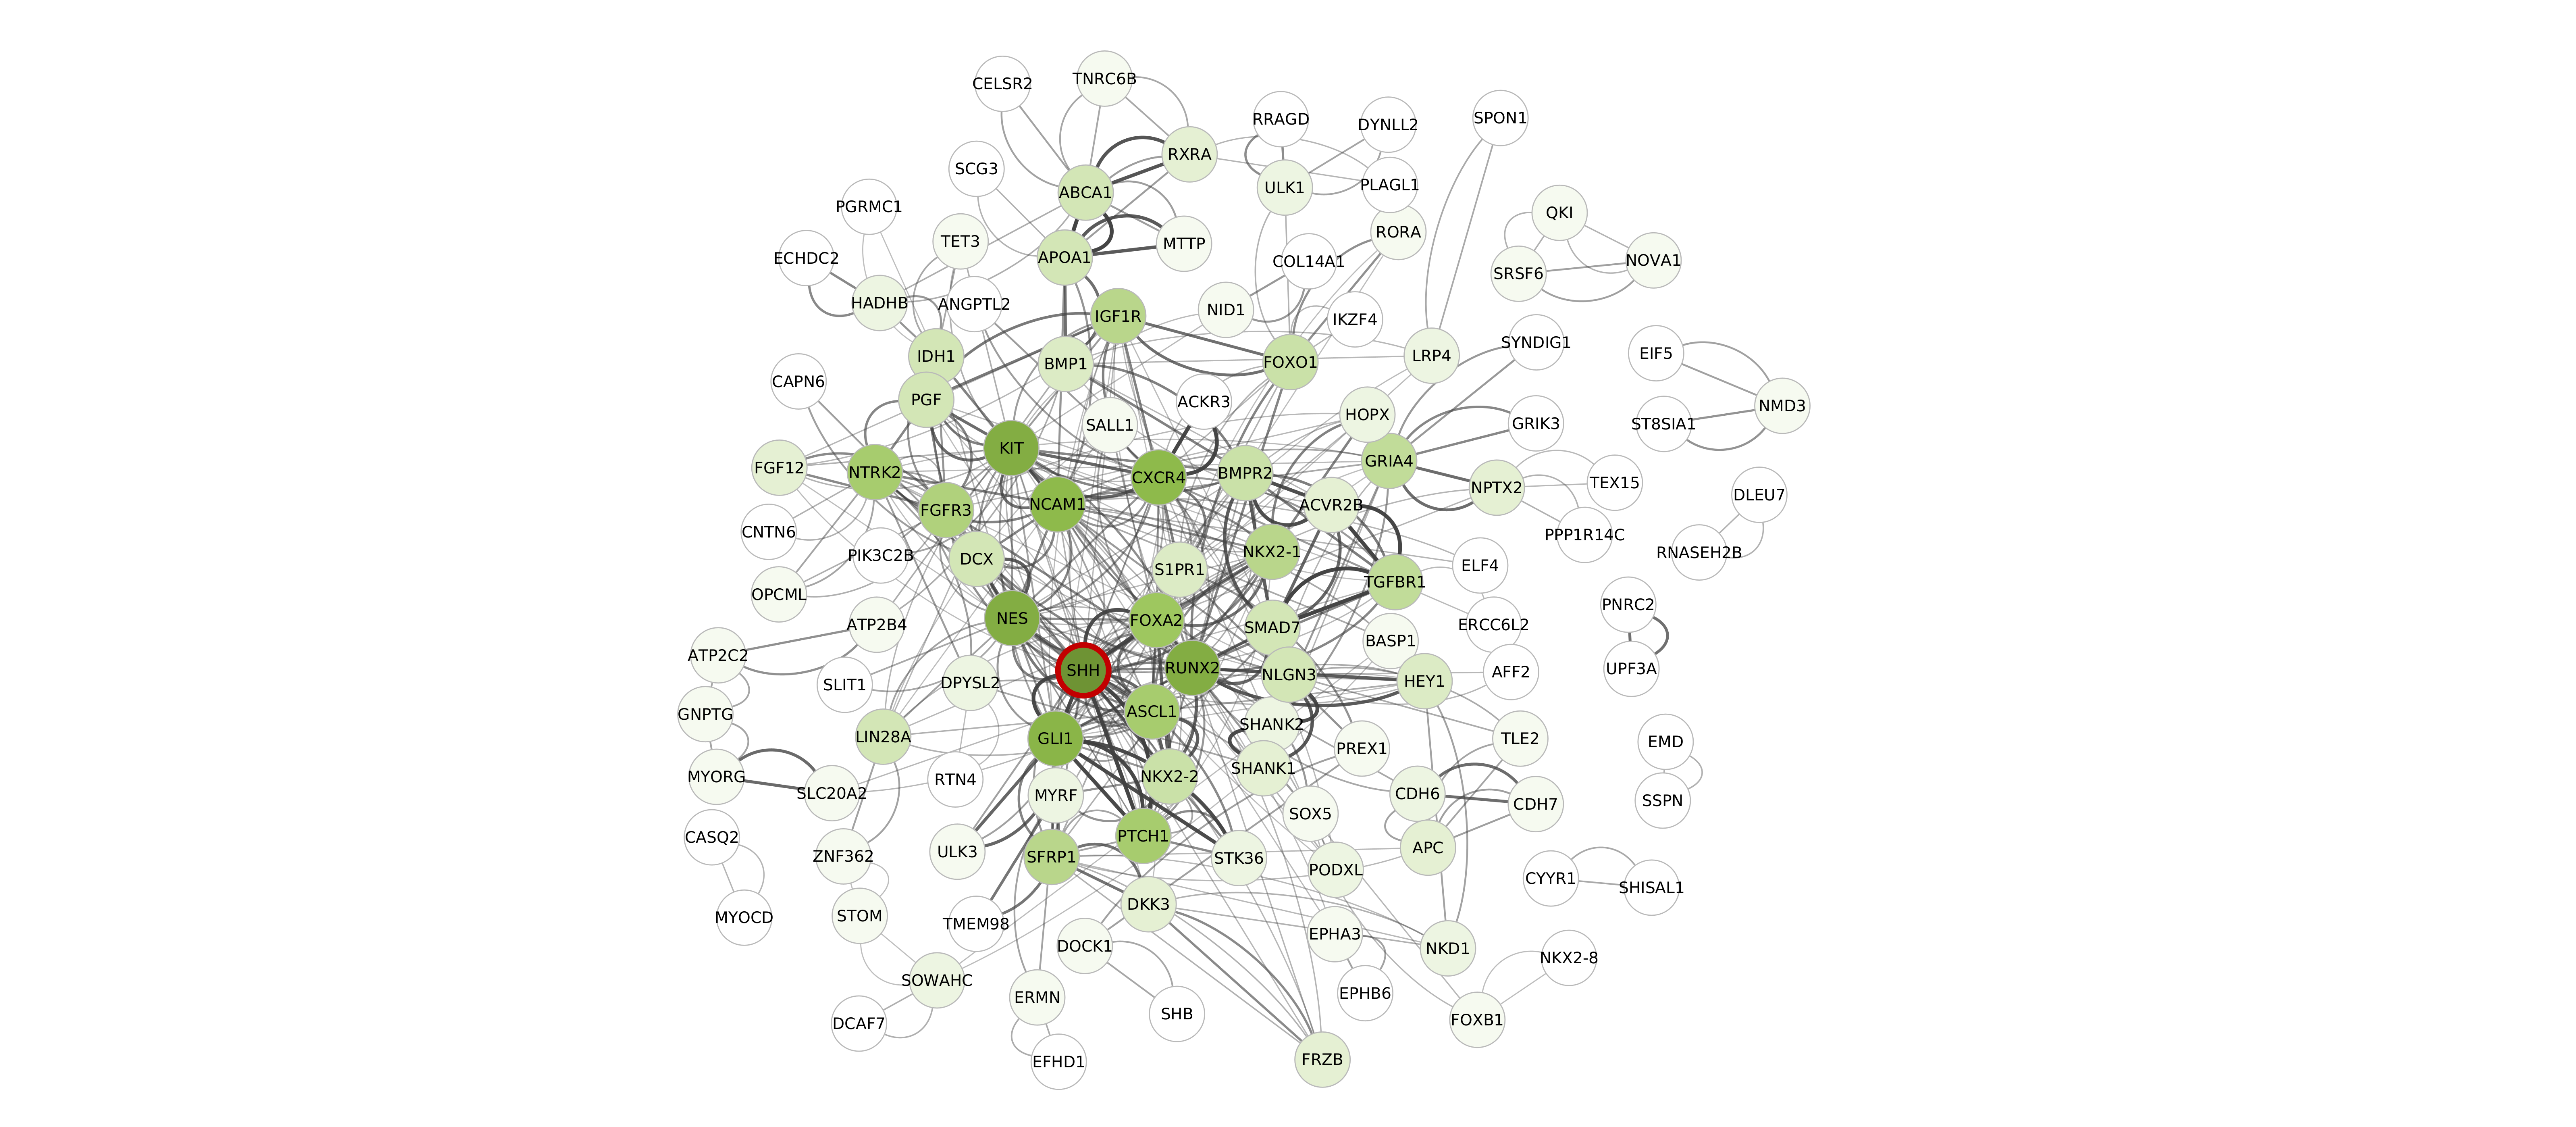 TNRC6B
CELSR2
SPON1
RRAGD
DYNLL2
RXRA
SCG3
PLAGL1
ULK1
ABCA1
PGRMC1
QKI
RORA
TET3
MTTP
APOA1
ECHDC2
COL14A1
NOVA1
SRSF6
HADHB
ANGPTL2
NID1
IGF1R
IKZF4
SYNDIG1
EIF5
IDH1
LRP4
FOXO1
BMP1
CAPN6
PGF
ACKR3
NMD3
HOPX
GRIK3
ST8SIA1
SALL1
KIT
GRIA4
FGF12
NTRK2
BMPR2
CXCR4
TEX15
NPTX2
DLEU7
NCAM1
ACVR2B
FGFR3
CNTN6
PPP1R14C
NKX2-1
RNASEH2B
PIK3C2B
DCX
ELF4
S1PR1
TGFBR1
OPCML
PNRC2
NES
FOXA2
ATP2B4
ERCC6L2
SMAD7
BASP1
ATP2C2
RUNX2
UPF3A
SHH
AFF2
NLGN3
HEY1
DPYSL2
SLIT1
ASCL1
GNPTG
SHANK2
LIN28A
GLI1
TLE2
EMD
PREX1
SHANK1
NKX2-2
MYORG
RTN4
SLC20A2
CDH6
MYRF
SSPN
CDH7
SOX5
PTCH1
CASQ2
APC
ULK3
ZNF362
SFRP1
STK36
PODXL
CYYR1
SHISAL1
DKK3
STOM
MYOCD
TMEM98
EPHA3
DOCK1
NKD1
NKX2-8
SOWAHC
EPHB6
ERMN
SHB
FOXB1
DCAF7
FRZB
EFHD1